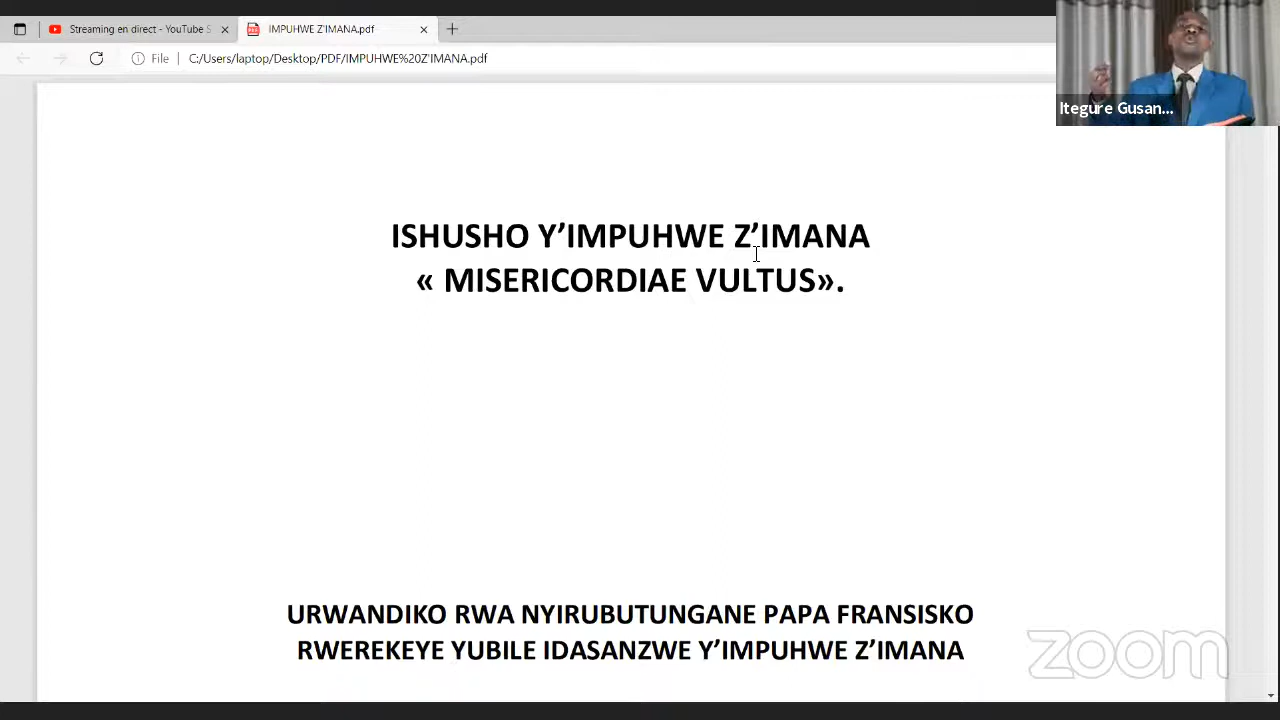 Streaming en direct - YouTube S
IMPUHWE Z'IMANA.pdf
File
C:/Users/laptop/Desktop/PDF/IMPUHWE%20Z'IMANA.pdf
Itegure Gusan...
ISHUSHO Y’IMPUHWE Z’IMANA
« MISERICORDIAE VULTUS».
URWANDIKO RWA NYIRUBUTUNGANE PAPA FRANSISKO
RWEREKEYE YUBILE IDASANZWE Y’IMPUHWE Z’IMANA
zoom